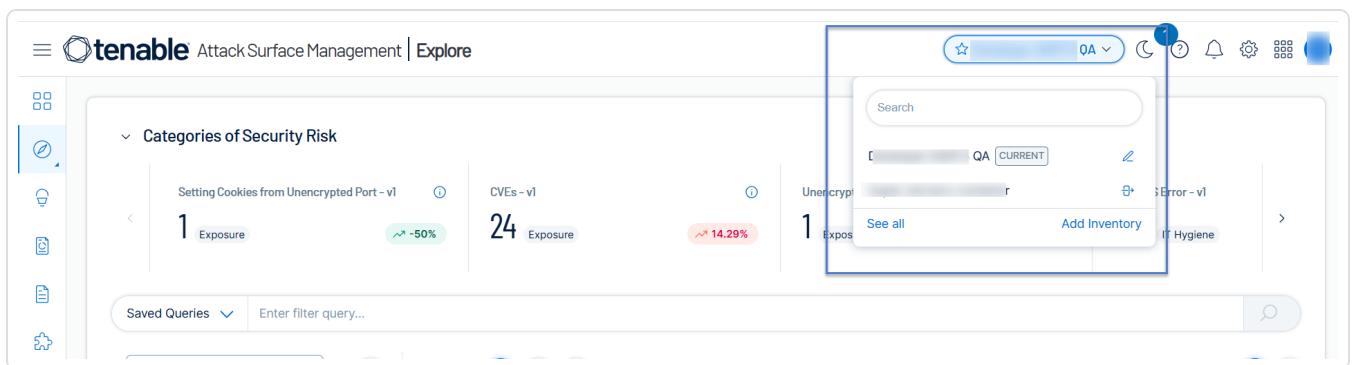 tenable Attack Surface Management | Explore
QA
1
Search
QA CURRENT
See all Add Inventory
Categories of Security Risk
Setting Cookies from Unencrypted Port - v1
1 Exposure -50%
CVEs - v1
24 Exposure 14.29%
1
Error - v1
IT Hygiene
Saved Queries Enter filter query...